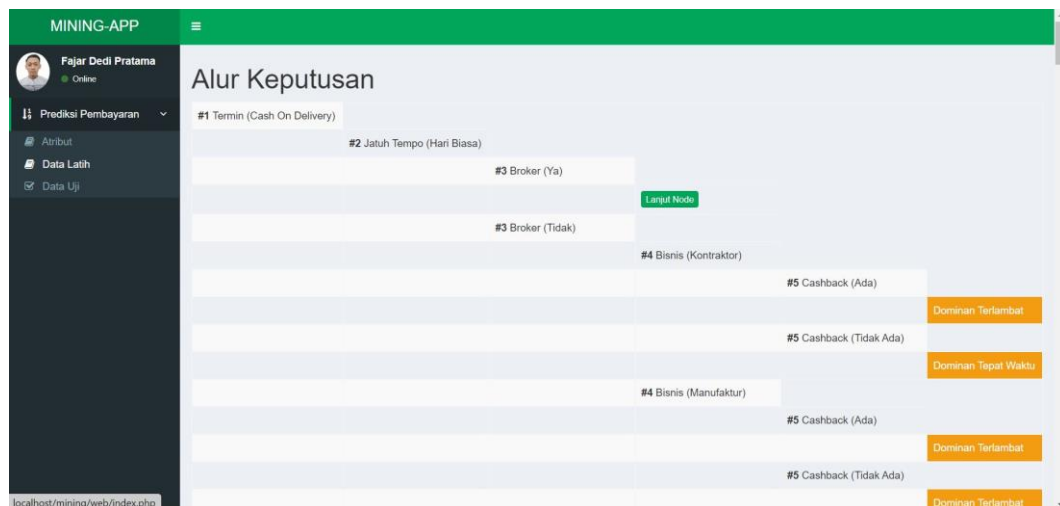 MINING-APP
Fajar Dedi Pratama
Online
Prediksi Pembayaran
Atribut
Data Latih
Data Uji
Alur Keputusan
#1 Termin (Cash On Delivery)
#2 Jatuh Tempo (Hari Biasa)
#3 Broker (Ya)
Lanjut Node
#3 Broker (Tidak)
#4 Bisnis (Kontraktor)
#5 Cashback (Ada)
Dominan Terlambat
#5 Cashback (Tidak Ada)
Dominan Tepat Waktu
#4 Bisnis (Manufaktur)
#5 Cashback (Ada)
Dominan Terlambat
#5 Cashback (Tidak Ada)
Dominan Terlambat
localhost/mining/web/index.php